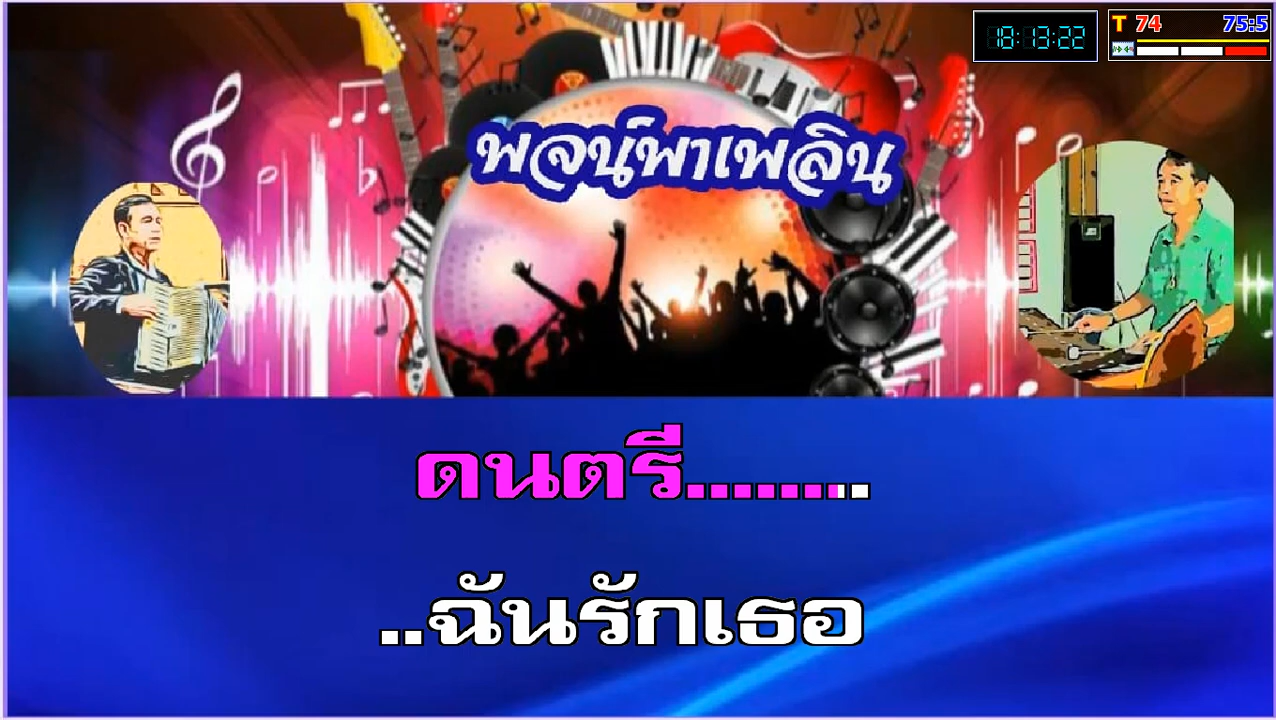 18:13:22
T 74 75:5
พจน์พาเพลิน
ดนตรี.........
..ฉันรักเธอ